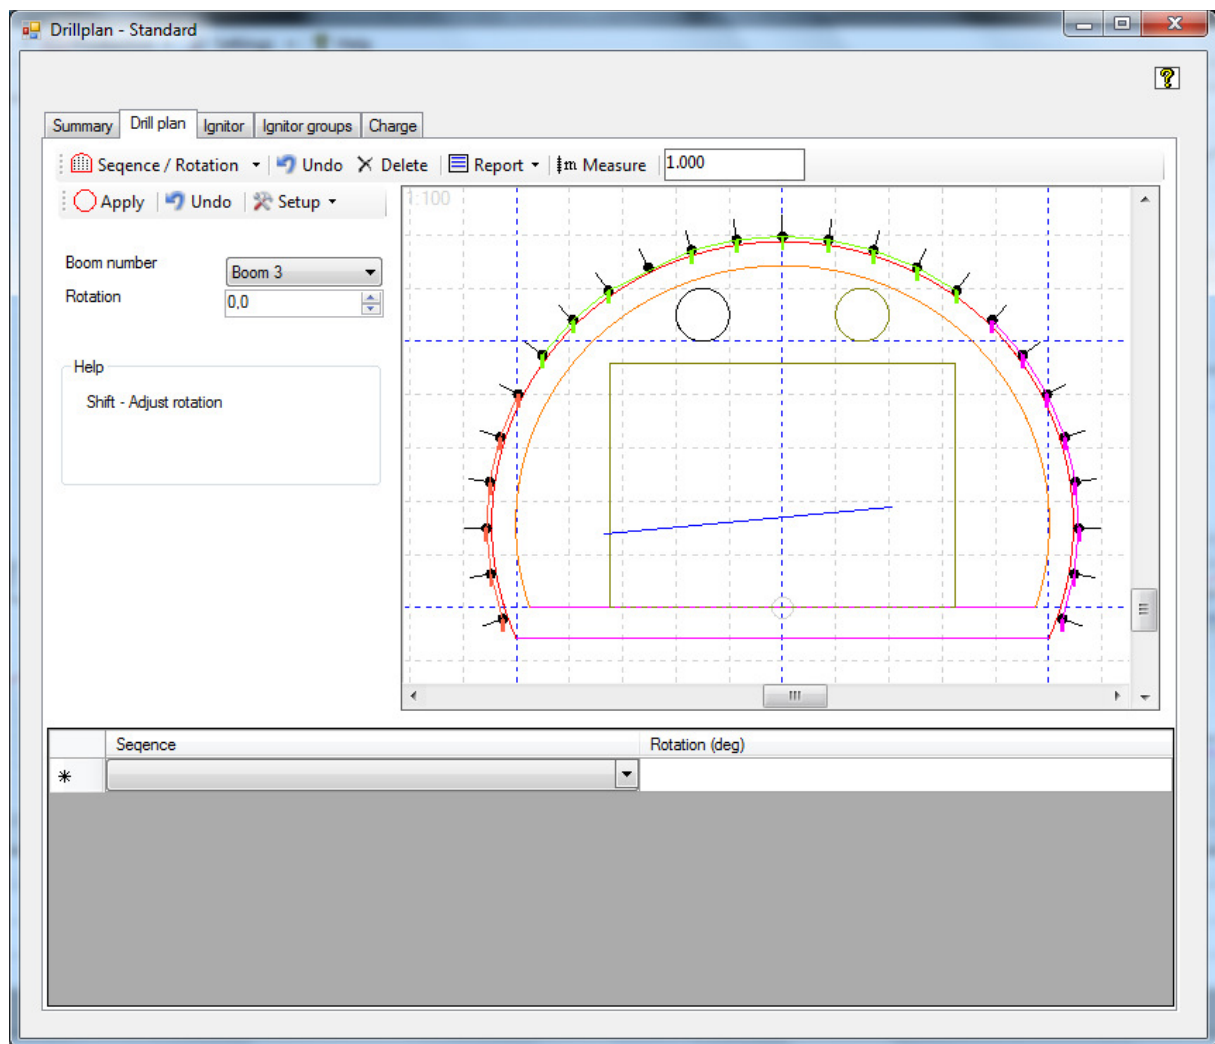 Drillplan - Standard
Summary Drill plan Ignitor Ignitor groups Charge
Seqence / Rotation Undo Delete Report Measure 1.000
Apply Undo Setup
1:100
Boom number Boom 3
Rotation 0,0
Help
Shift - Adjust rotation
Seqence Rotation (deg)